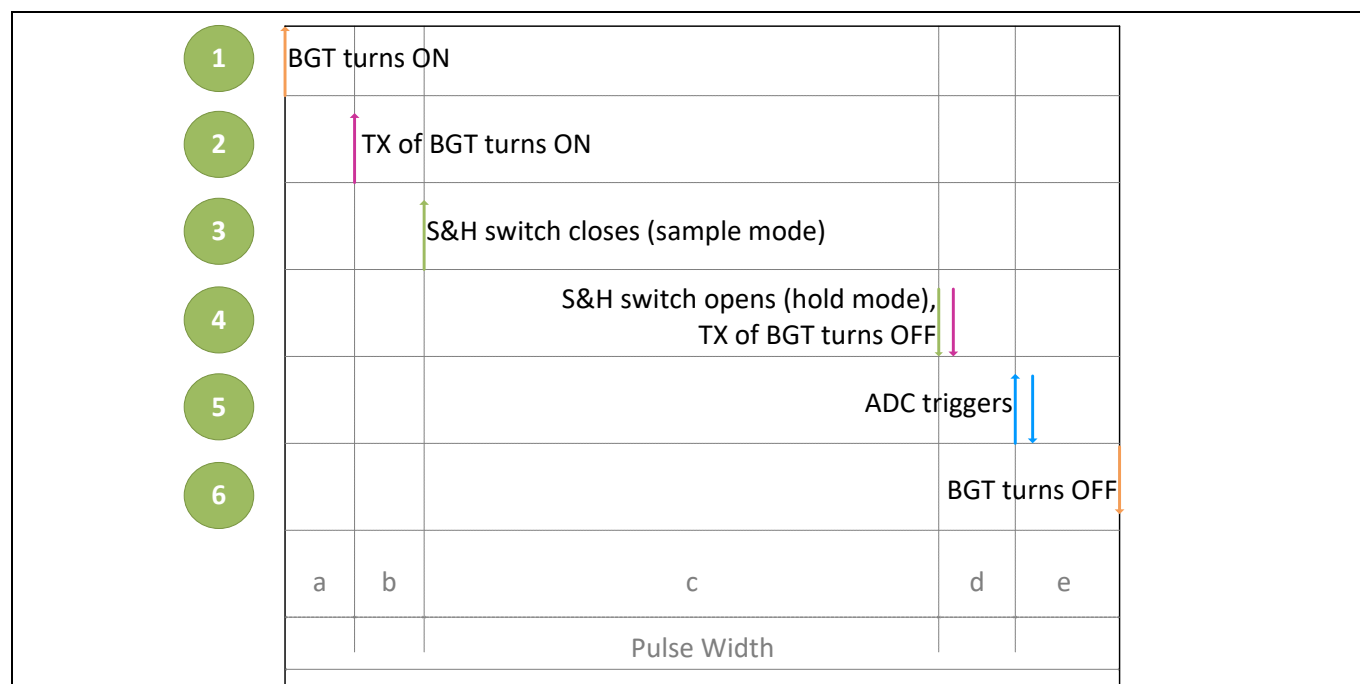 1
BGT turns ON
2
TX of BGT turns ON
3
S&H switch closes (sample mode)
4
S&H switch opens (hold mode),
TX of BGT turns OFF
5
ADC triggers
6
BGT turns OFF
a b c d e
Pulse Width